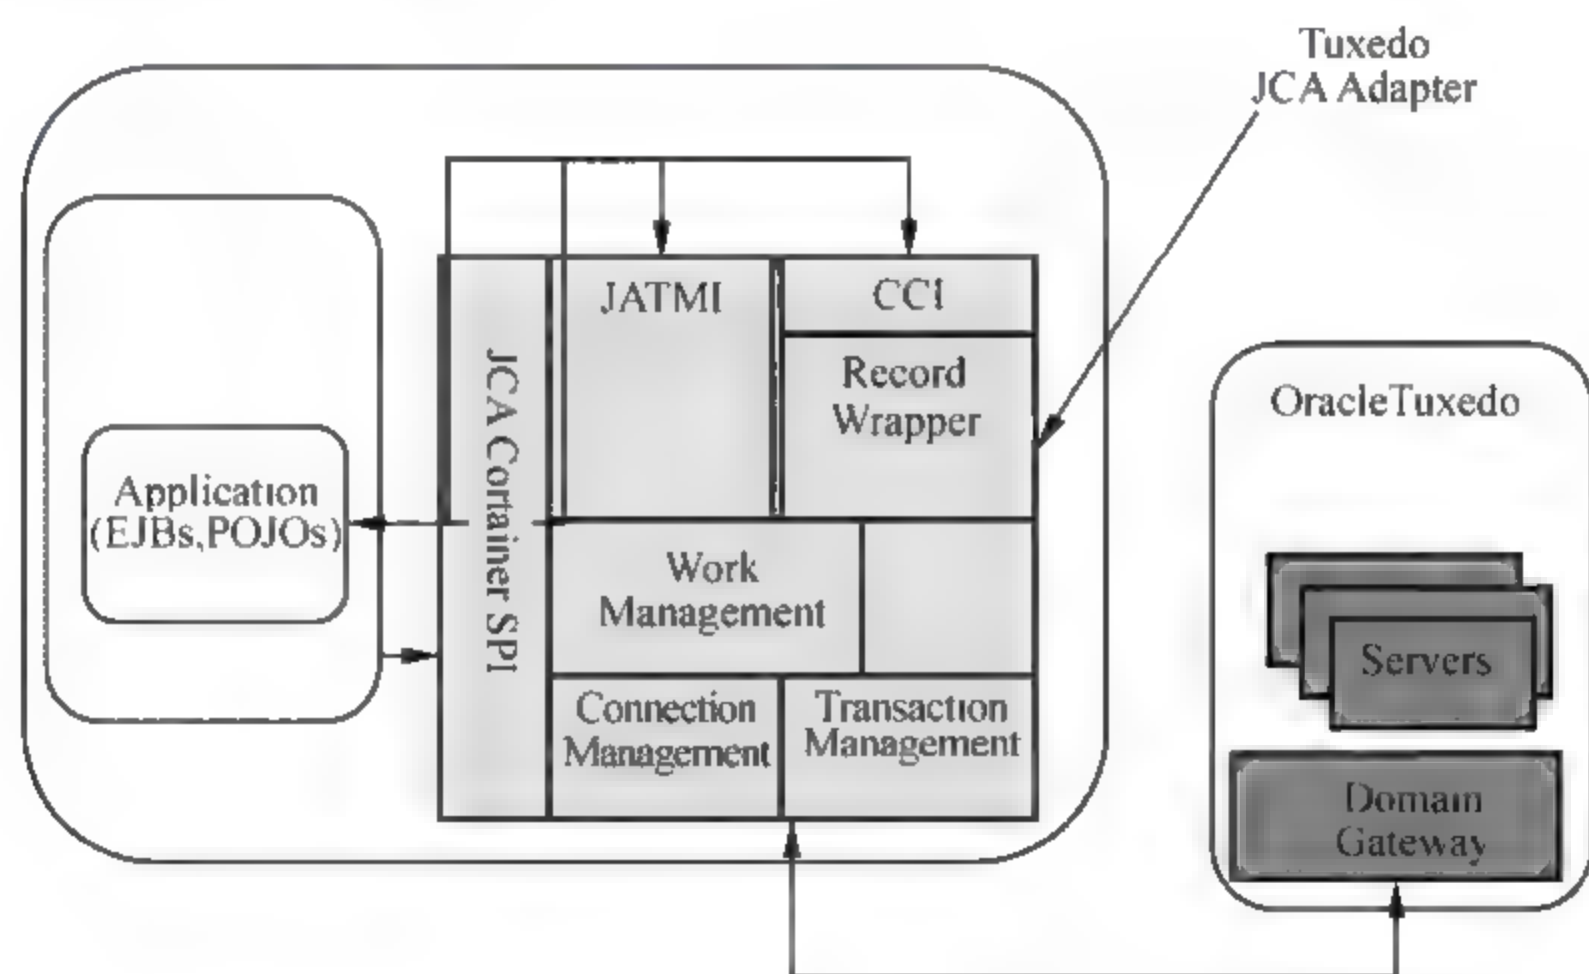 Tuxedo
JCA Adapter
JATMI
CCI
Record
Wrapper
JCA Cortainer SPI
Application
(EJBs,POJOs)
Work
Management
Connection
Management
Transaction
Management
OracleTuxedo
Servers
Domain
Gateway